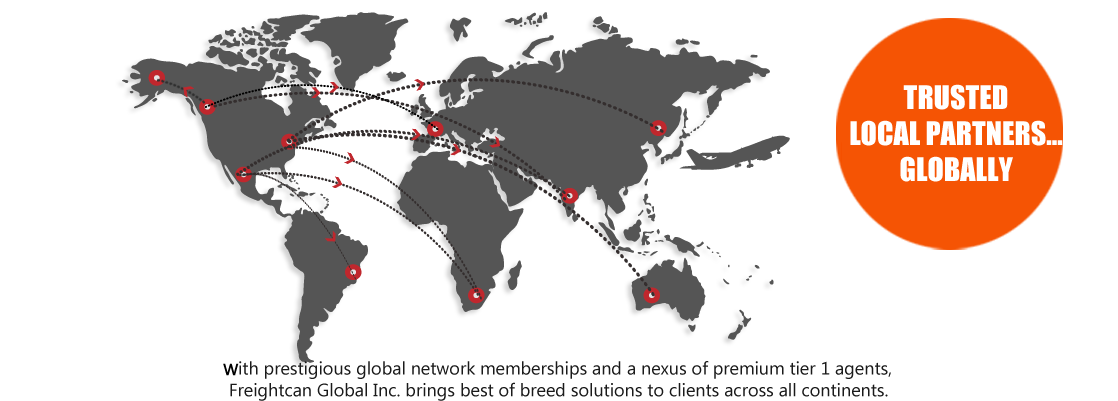 TRUSTED
LOCAL PARTNERS...
GLOBALLY
With prestigious global network memberships and a nexus of premium tier 1 agents,
Freightcan Global Inc. brings best of breed solutions to clients across all continents.